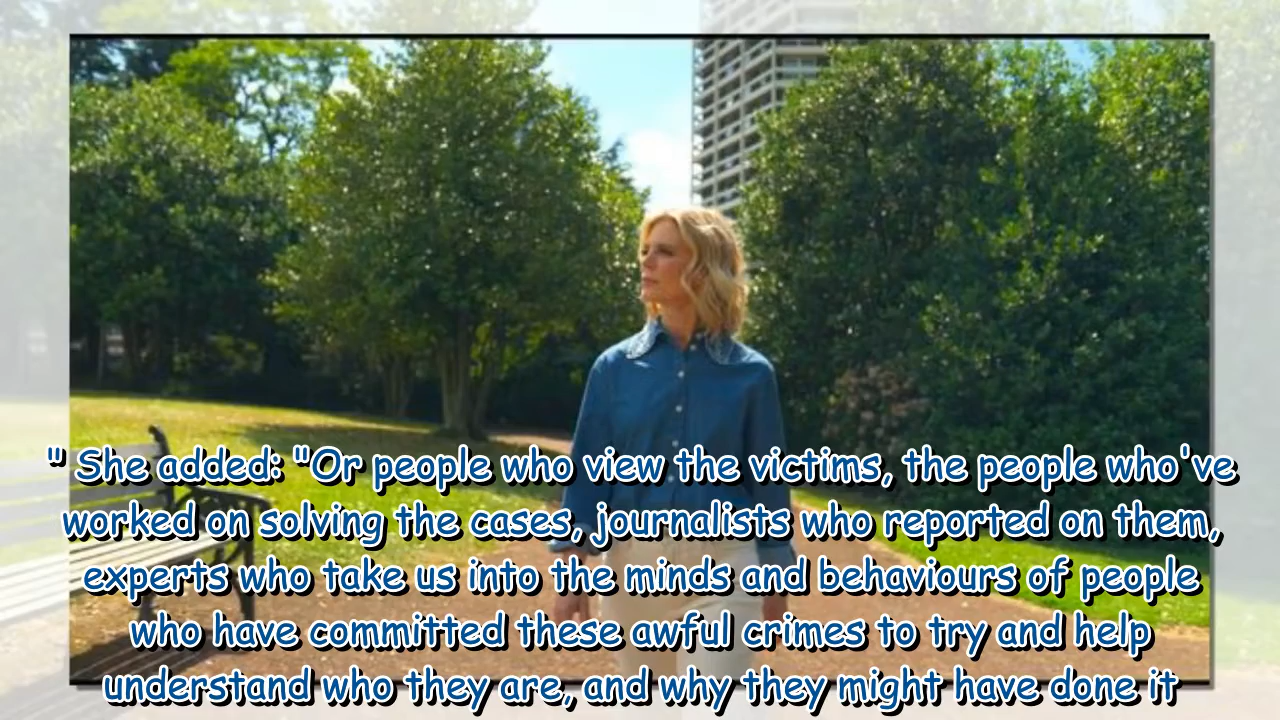 " She added: "Or people who view the victims, the people who've
worked on solving the cases, journalists who reported on them,
experts who take us into the minds and behaviours of people
who have committed these awful crimes to try and help
understand who they are, and why they might have done it